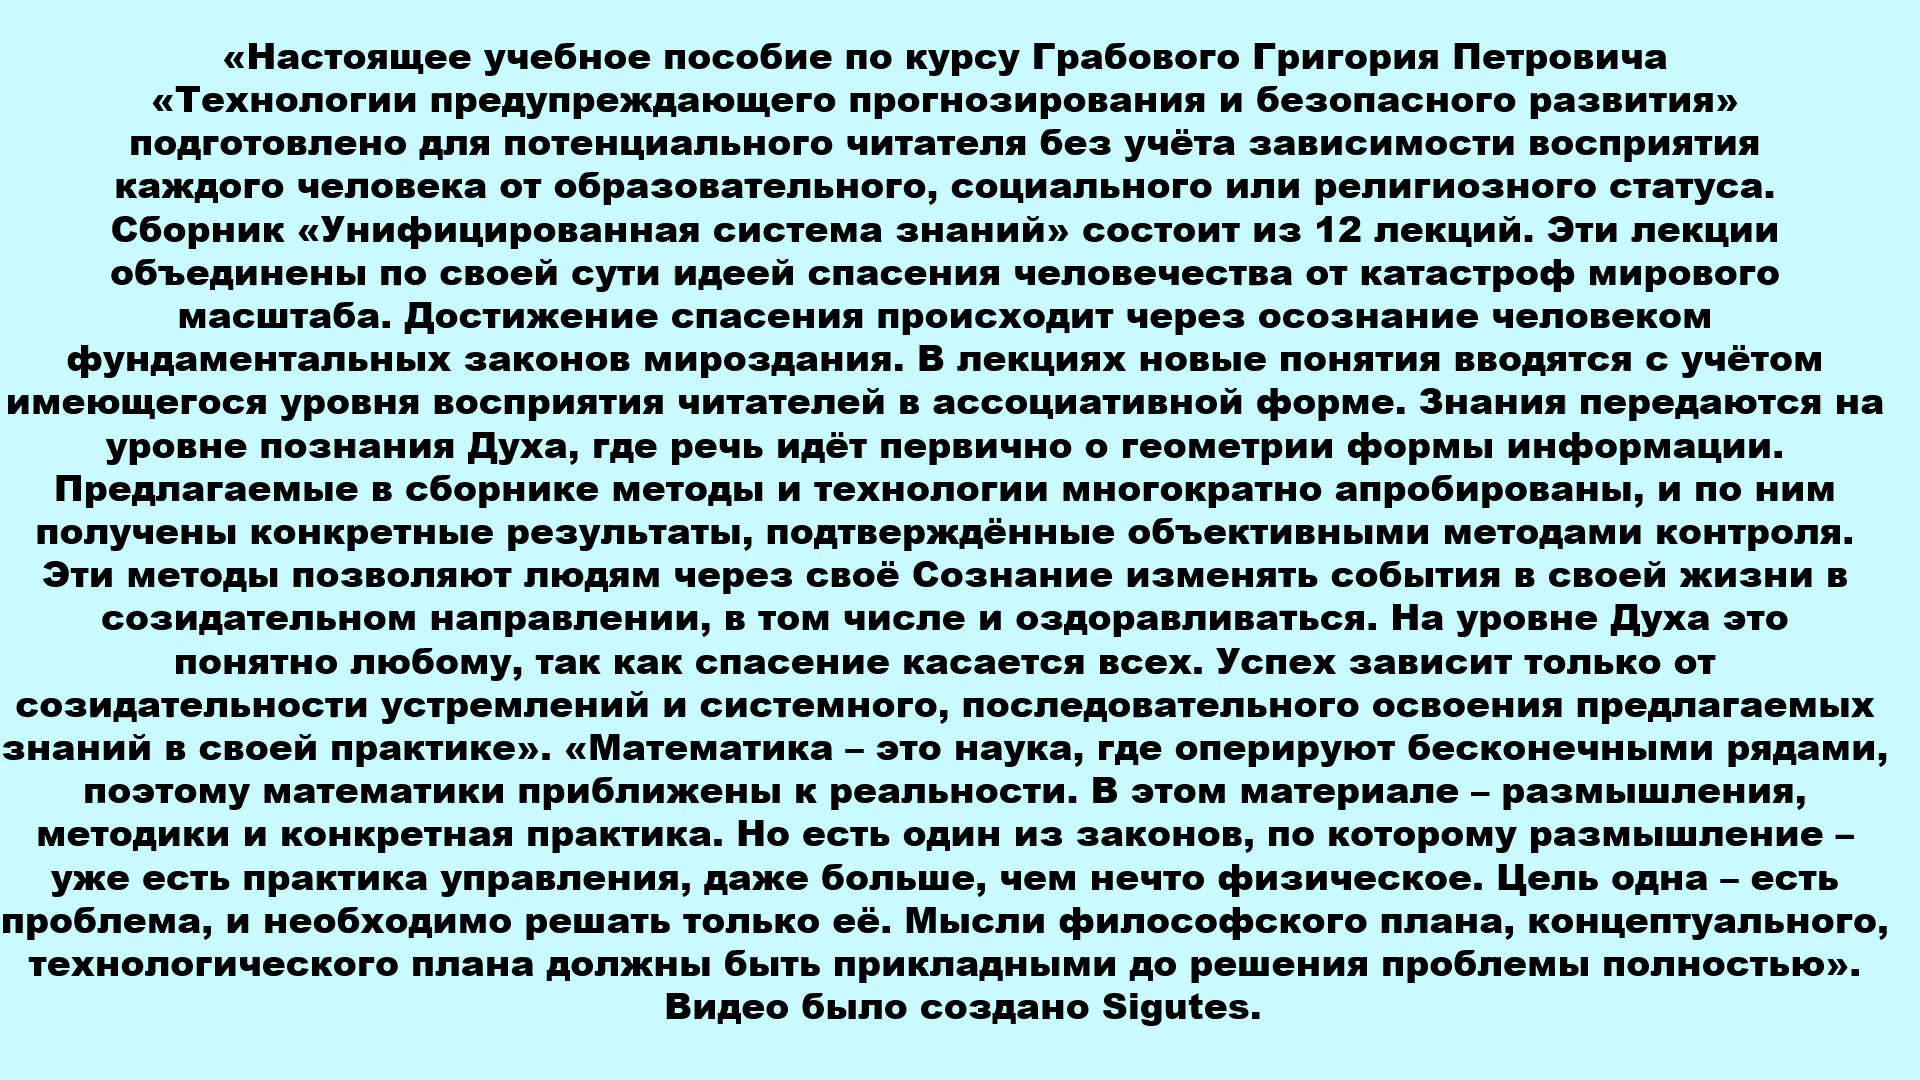 «Настоящее учебное пособие по курсу Грабового Григория Петровича
«Технологии предупреждающего прогнозирования и безопасного развития»
подготовлено для потенциального читателя без учёта зависимости восприятия
каждого человека от образовательного, социального или религиозного статуса.
Сборник «Унифицированная система знаний» состоит из 12 лекций. Эти лекции
объединены по своей сути идеей спасения человечества от катастроф мирового
масштаба. Достижение спасения происходит через осознание человеком
фундаментальных законов мироздания. В лекциях новые понятия вводятся с учётом
имеющегося уровня восприятия читателей в ассоциативной форме. Знания передаются на
уровне познания Духа, где речь идёт первично о геометрии формы информации.
Предлагаемые в сборнике методы и технологии многократно апробированы, и по ним
получены конкретные результаты, подтверждённые объективными методами контроля.
Эти методы позволяют людям через своё Сознание изменять события в своей жизни в
созидательном направлении, в том числе и оздоравливаться. На уровне Духа это
понятно любому, так как спасение касается всех. Успех зависит только от
созидательности устремлений и системного, последовательного освоения предлагаемых
знаний в своей практике». «Математика – это наука, где оперируют бесконечными рядами,
поэтому математики приближены к реальности. В этом материале – размышления,
методики и конкретная практика. Но есть один из законов, по которому размышление –
уже есть практика управления, даже больше, чем нечто физическое. Цель одна – есть
проблема, и необходимо решать только её. Мысли философского плана, концептуального,
технологического плана должны быть прикладными до решения проблемы полностью».
Видео было создано Sigutes.